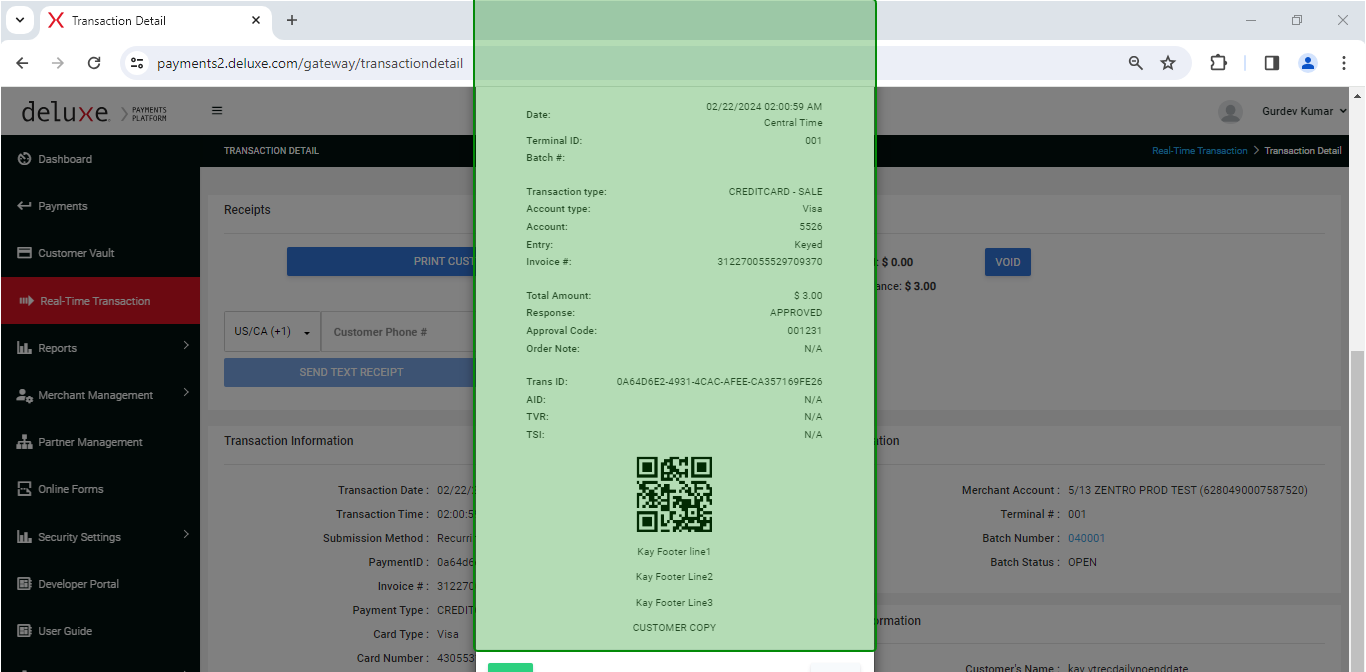 Transaction Detail
payments2.deluxe.com/gateway/transactiondetail
deluxe. PAYMENTS PLATFORM
Gurdev Kumar
TRANSACTION DETAIL
Real-Time Transaction > Transaction Detail
Dashboard
Payments
Customer Vault
Real-Time Transaction
Reports
Merchant Management
Partner Management
Online Forms
Security Settings
Developer Portal
User Guide
Receipts
PRINT CUST
US/CA (+1)
Customer Phone #
SEND TEXT RECEIPT
: $ 0.00
VOID
ance: $ 3.00
Transaction Information
Transaction Date : 02/22/
Transaction Time : 02:00:5
Submission Method : Recurri
PaymentID : 0a64d6
Invoice # : 31227
Payment Type : CREDIT
Card Type : Visa
Card Number : 430553
Date: 02/22/2024 02:00:59 AM
Central Time
Terminal ID: 001
Batch #:
Transaction type: CREDITCARD - SALE
Account type: Visa
Account: 5526
Entry: Keyed
Invoice #: 312270055529709370
Total Amount: $ 3.00
Response: APPROVED
Approval Code: 001231
Order Note: N/A
Trans ID: 0A64D6E2-4931-4CAC-AFEE-CA357169FE26
AID: N/A
TVR: N/A
TSI: N/A
Kay Footer line1
Kay Footer Line2
Kay Footer Line3
CUSTOMER COPY
ation
Merchant Account : 5/13 ZENTRO PROD TEST (6280490007587520)
Terminal # : 001
Batch Number : 040001
Batch Status : OPEN
ormation
Customer's Name : kay vtrecdailynoenddate